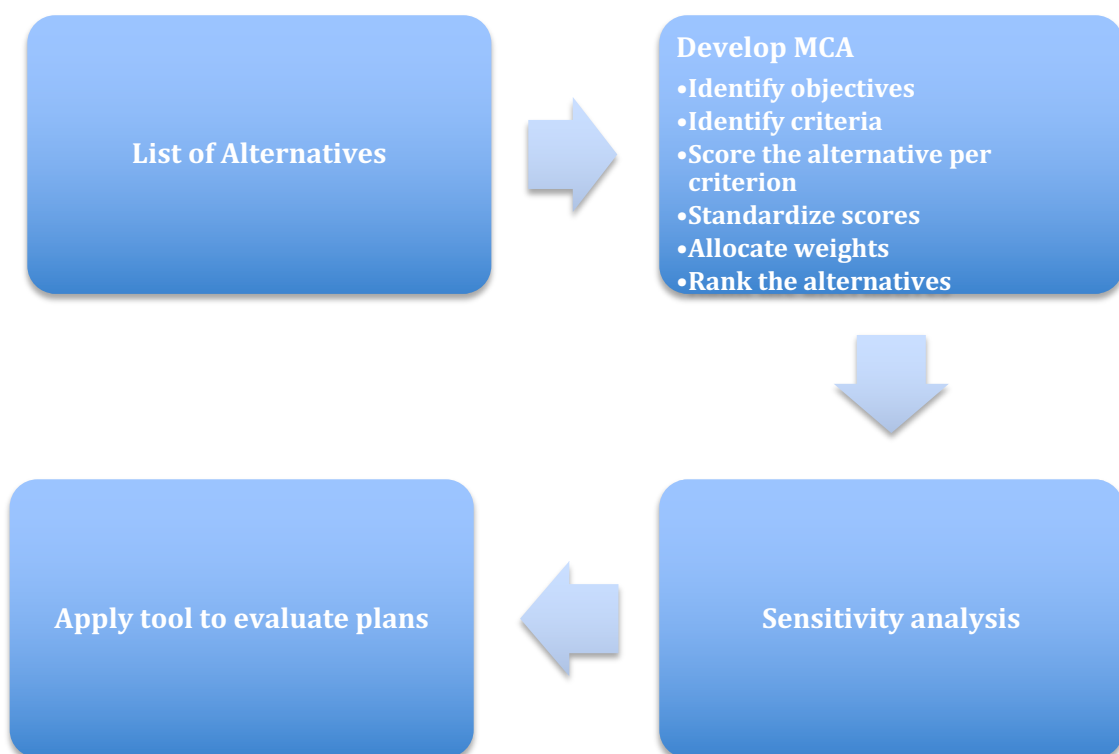 List of Alternatives
Develop MCA
•Identify objectives
•Identify criteria
•Score the alternative per
criterion
•Standardize scores
•Allocate weights
•Rank the alternatives
Apply tool to evaluate plans
Sensitivity analysis